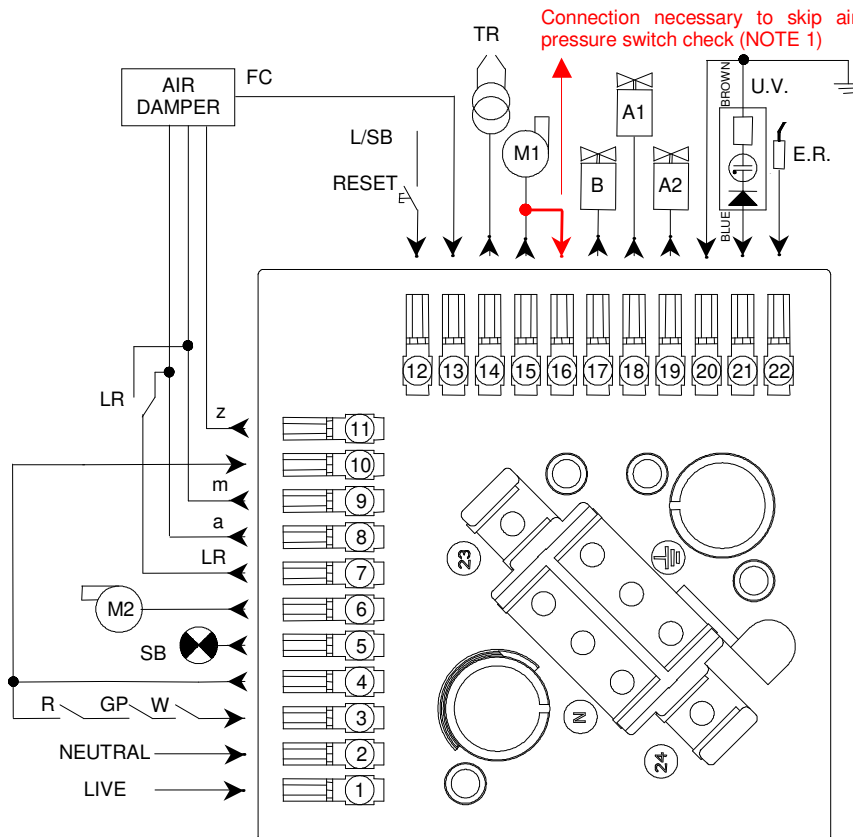 Connection necessary to skip air
pressure switch check (NOTE 1)
TR
FC
AIR
DAMPER
BROWN
U.V.
L/SB
M1
A1
E.R.
RESET
B
A2
BLUE
12 13 14 15 16 17 18 19 20 21 22
LR
z
11
10
m
9
a
8
LR
7
M2
6
SB
5
4
R
GP
W
3
NEUTRAL
2
LIVE
1
23
N
24